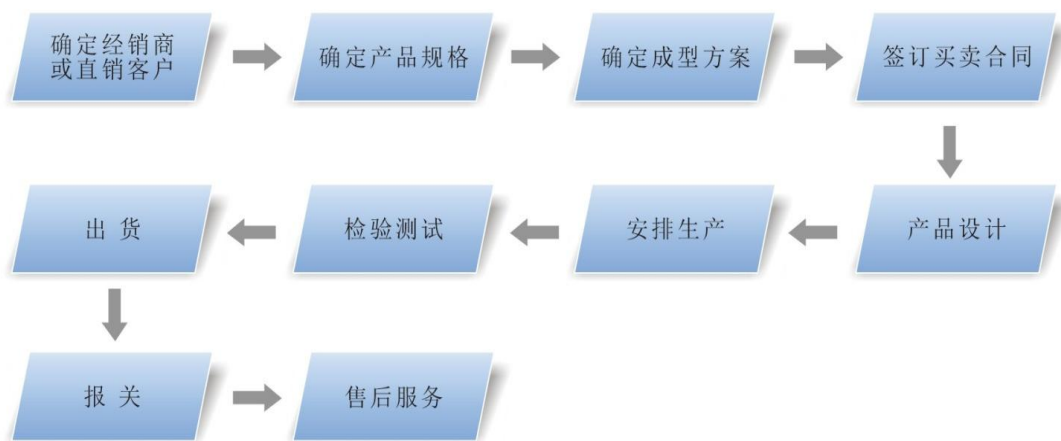 确定经销商
或直销客户
确定产品规格
确定成型方案
签订买卖合同
产品设计
安排生产
检验测试
出 货
报 关
售后服务